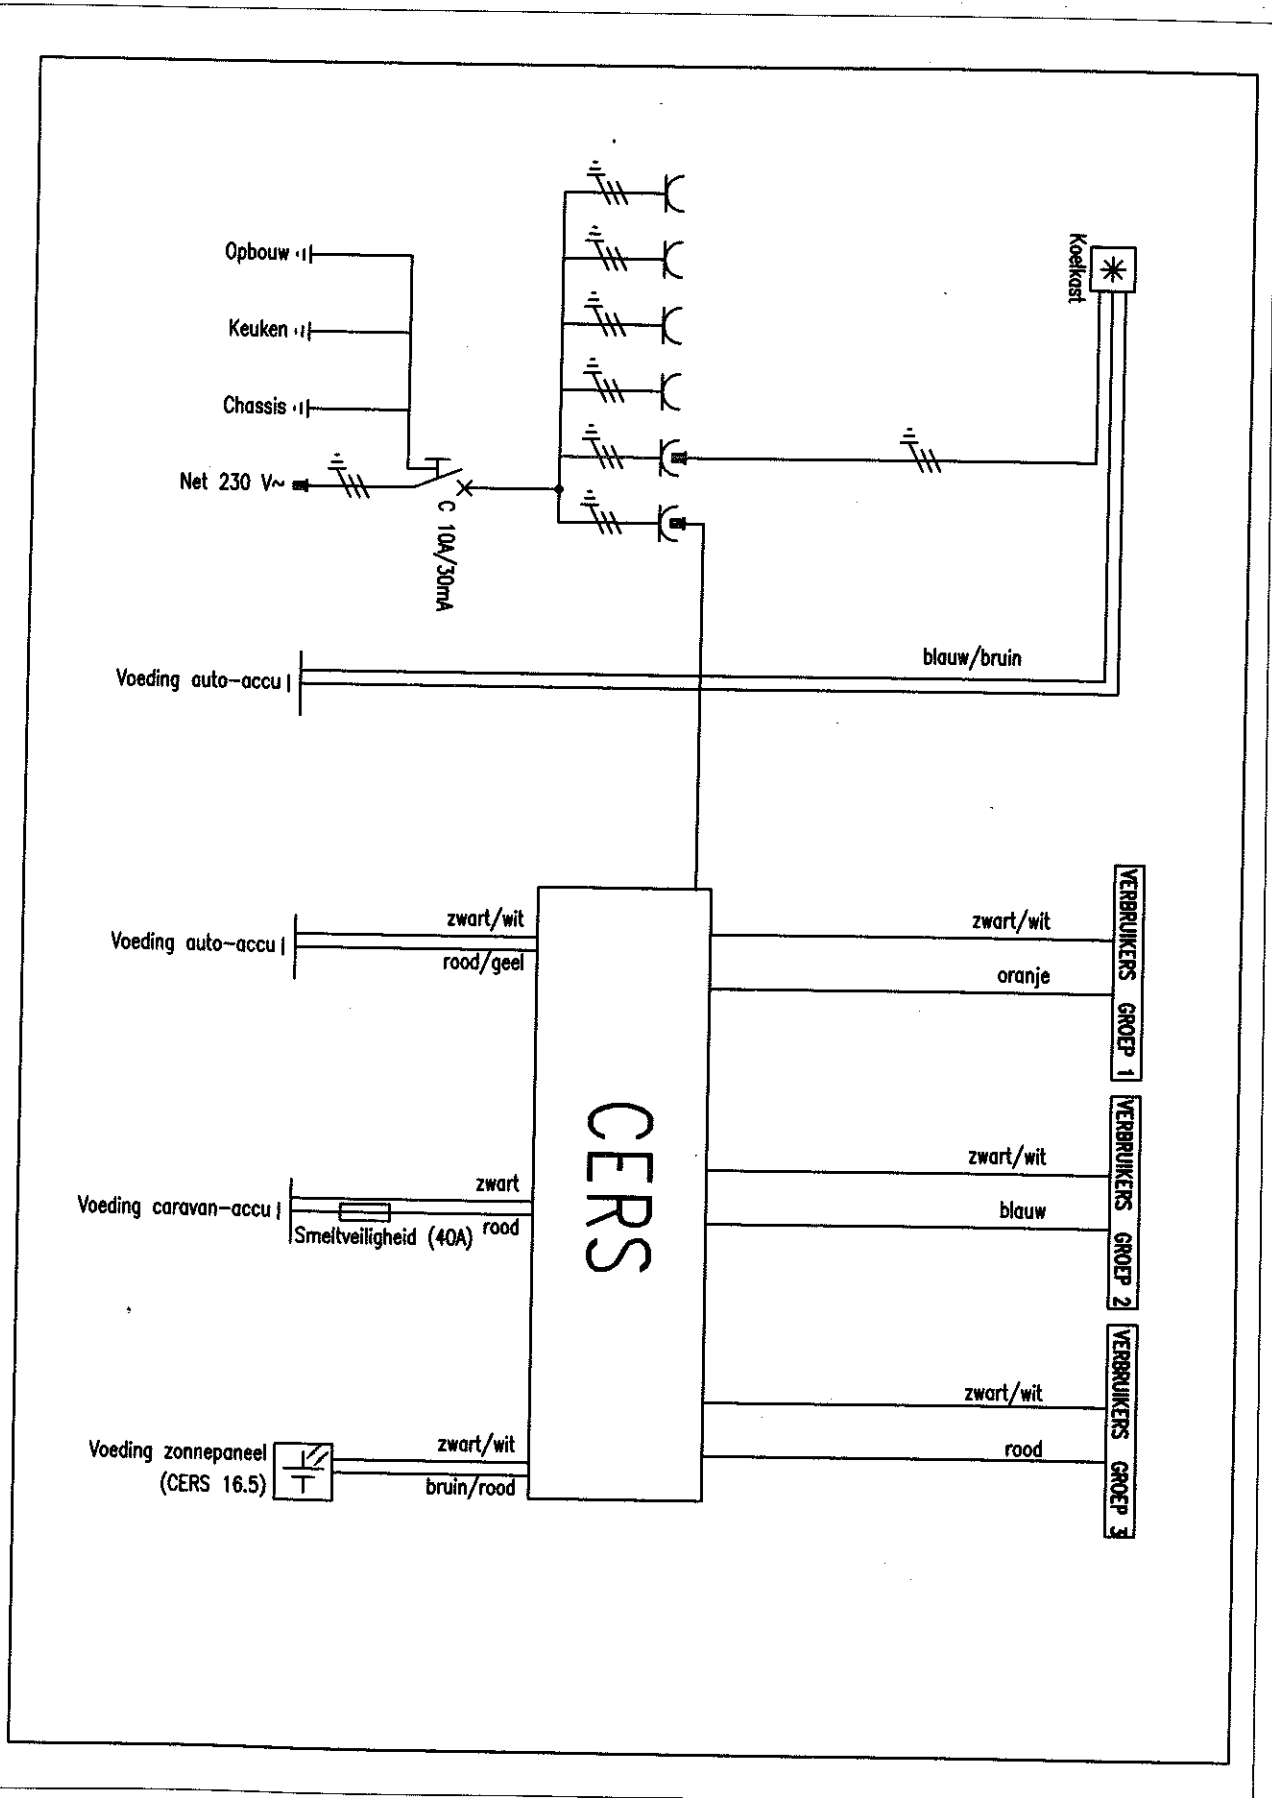 Koelkast
Opbouw
Keuken
Chassis
Net 230 V~
C 10A/30mA
blauw/bruin
Voeding auto-accu
zwart/wit
Voeding auto-accu
rood/geel
zwart/wit
oranje
VERBRUIKERS GROEP 1
CERS
zwart/wit
blauw
VERBRUIKERS GROEP 2
zwart
Voeding caravan-accu
rood
Smeltveiligheid (40A)
zwart/wit
rood
VERBRUIKERS GROEP 3
zwart/wit
Voeding zonnepaneel
(CERS 16.5)
bruin/rood